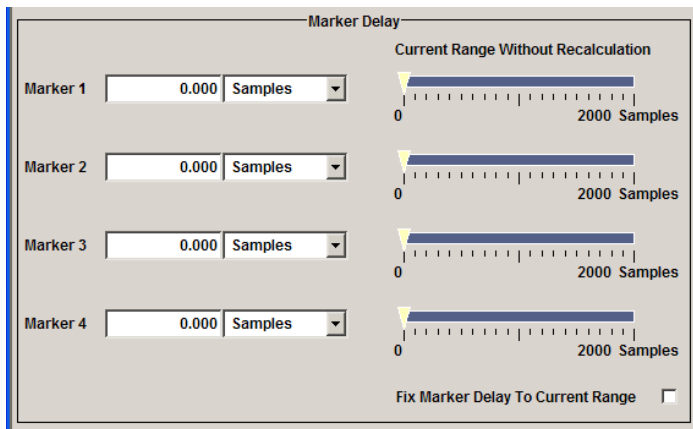 Marker Delay
Current Range Without Recalculation
Marker 1 0.000 Samples
0 2000 Samples
Marker 2 0.000 Samples
0 2000 Samples
Marker 3 0.000 Samples
0 2000 Samples
Marker 4 0.000 Samples
0 2000 Samples
Fix Marker Delay To Current Range